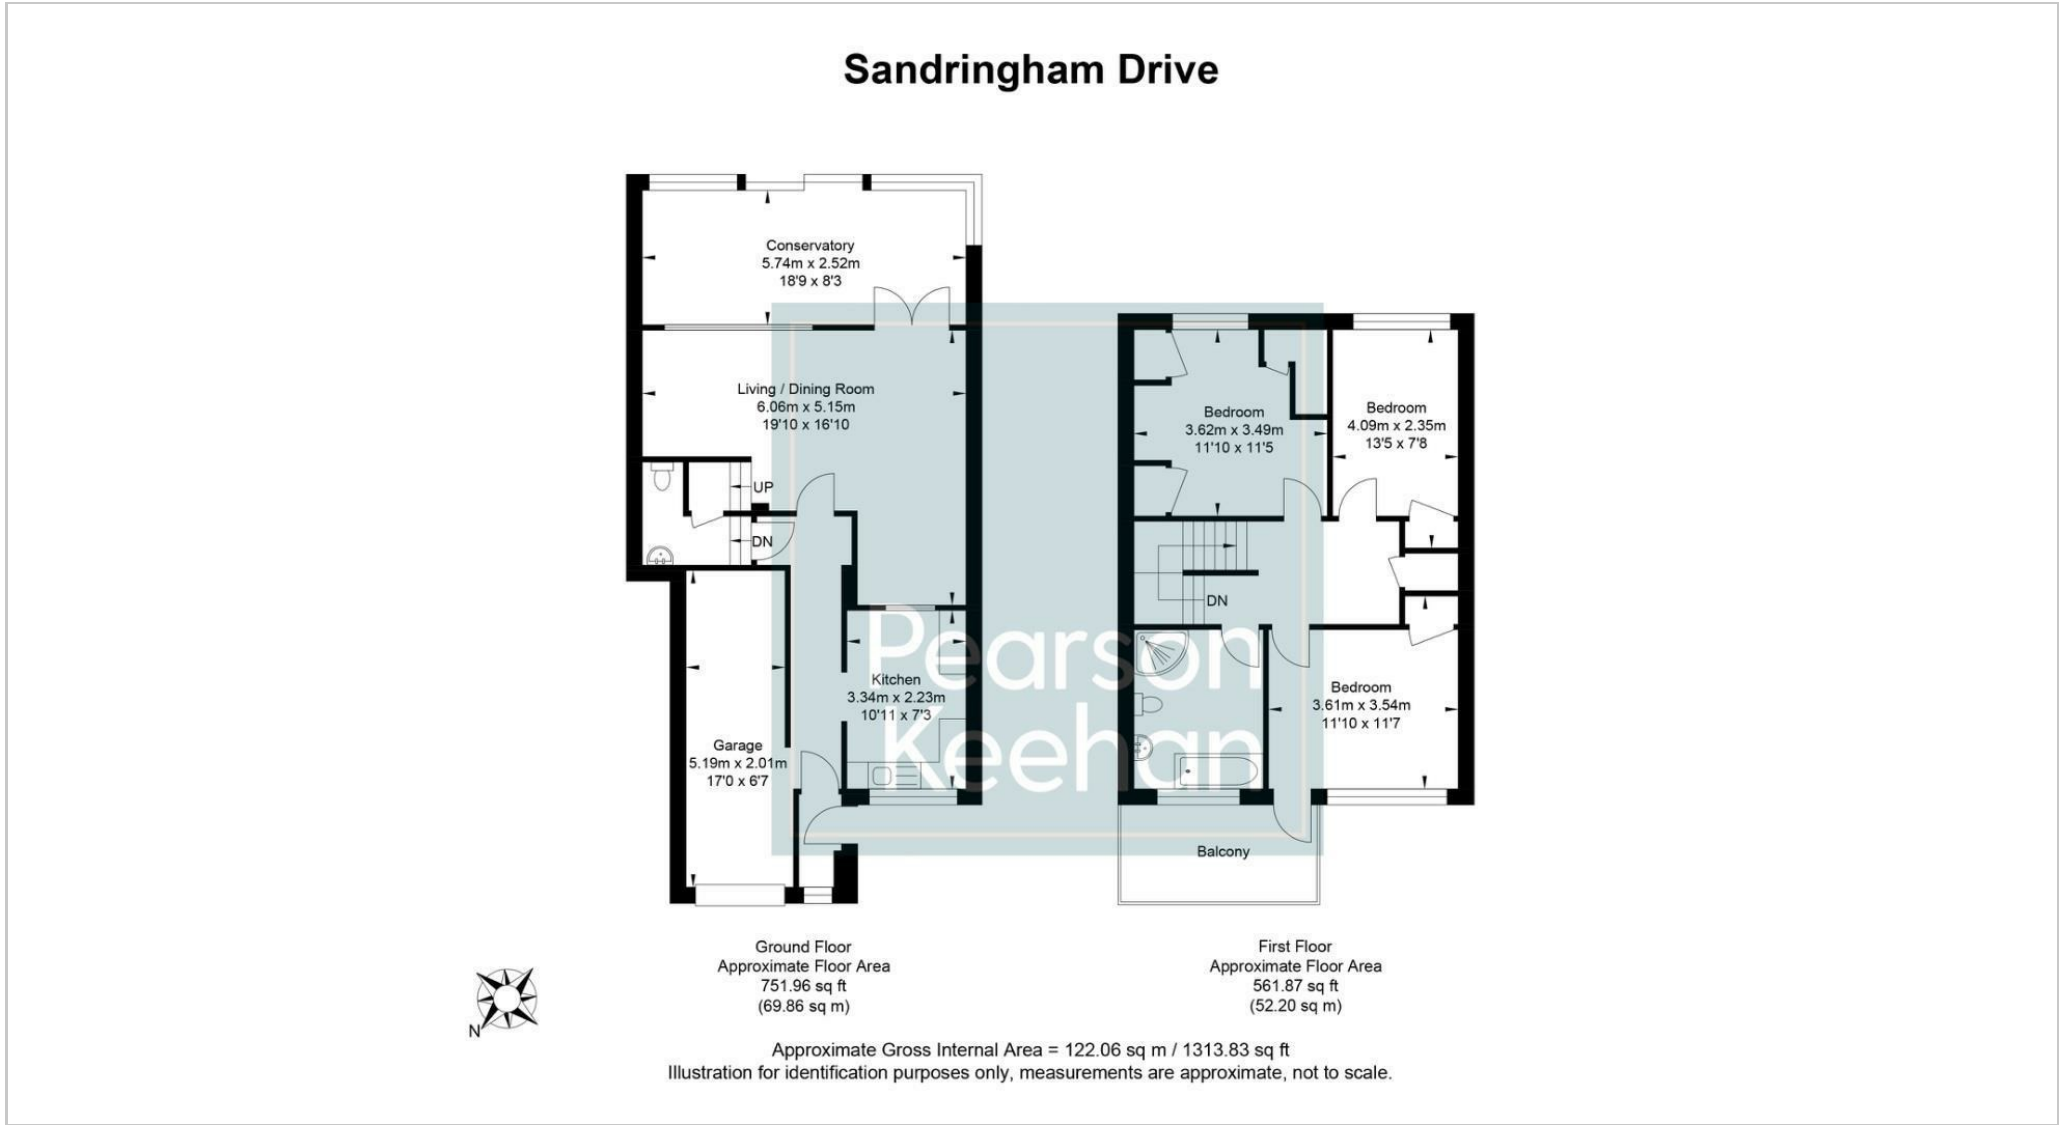 Sandringham Drive
Conservatory
5.74m x 2.52m
18'9 x 8'3
Living / Dining Room
6.06m x 5.15m
19'10 x 16'10
UP
DN
Kitchen
3.34m x 2.23m
10'11 x 7'3
Garage
5.19m x 2.01m
17'0 x 6'7
Bedroom
3.62m x 3.49m
11'10 x 11'5
Bedroom
4.09m x 2.35m
13'5 x 7'8
DN
Bedroom
3.61m x 3.54m
11'10 x 11'7
Balcony
Pearson
Keehan
Ground Floor
Approximate Floor Area
751.96 sq ft
(69.86 sq m)
First Floor
Approximate Floor Area
561.87 sq ft
(52.20 sq m)
N
Approximate Gross Internal Area = 122.06 sq m / 1313.83 sq ft
Illustration for identification purposes only, measurements are approximate, not to scale.